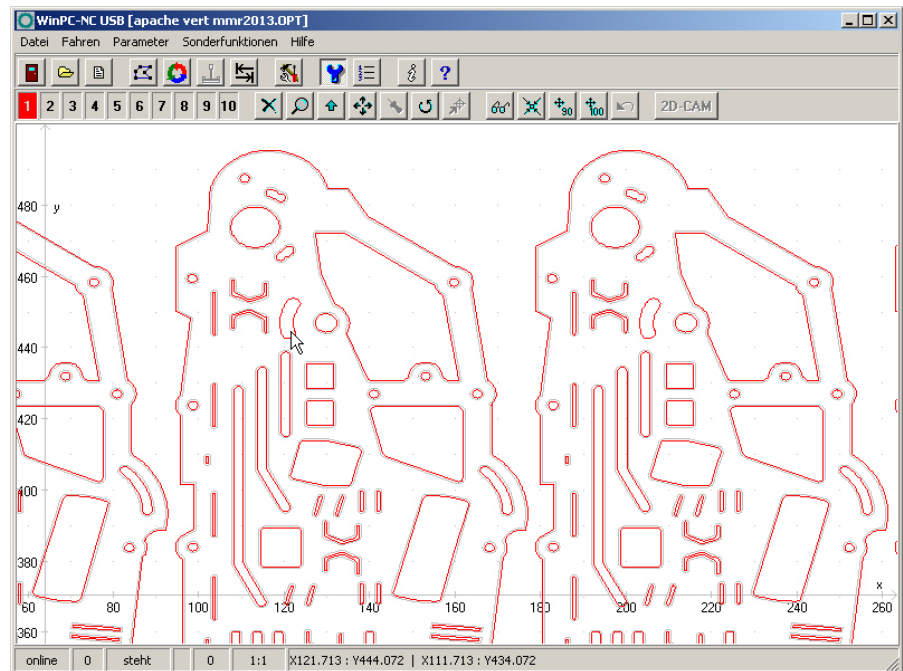 WinPC-NC USB [apache vert mmr2013.OPT]
Datei Fahren Parameter Sonderfunktionen Hilfe
1 2 3 4 5 6 7 8 9 10 90 100 2D-CAM
480 y
460
440
420
400
380
x
60 80 100 120 140 160 180 200 220 240 260
360
online 0 steht 0 1:1 X121.713 : Y444.072 | X111.713 : Y434.072